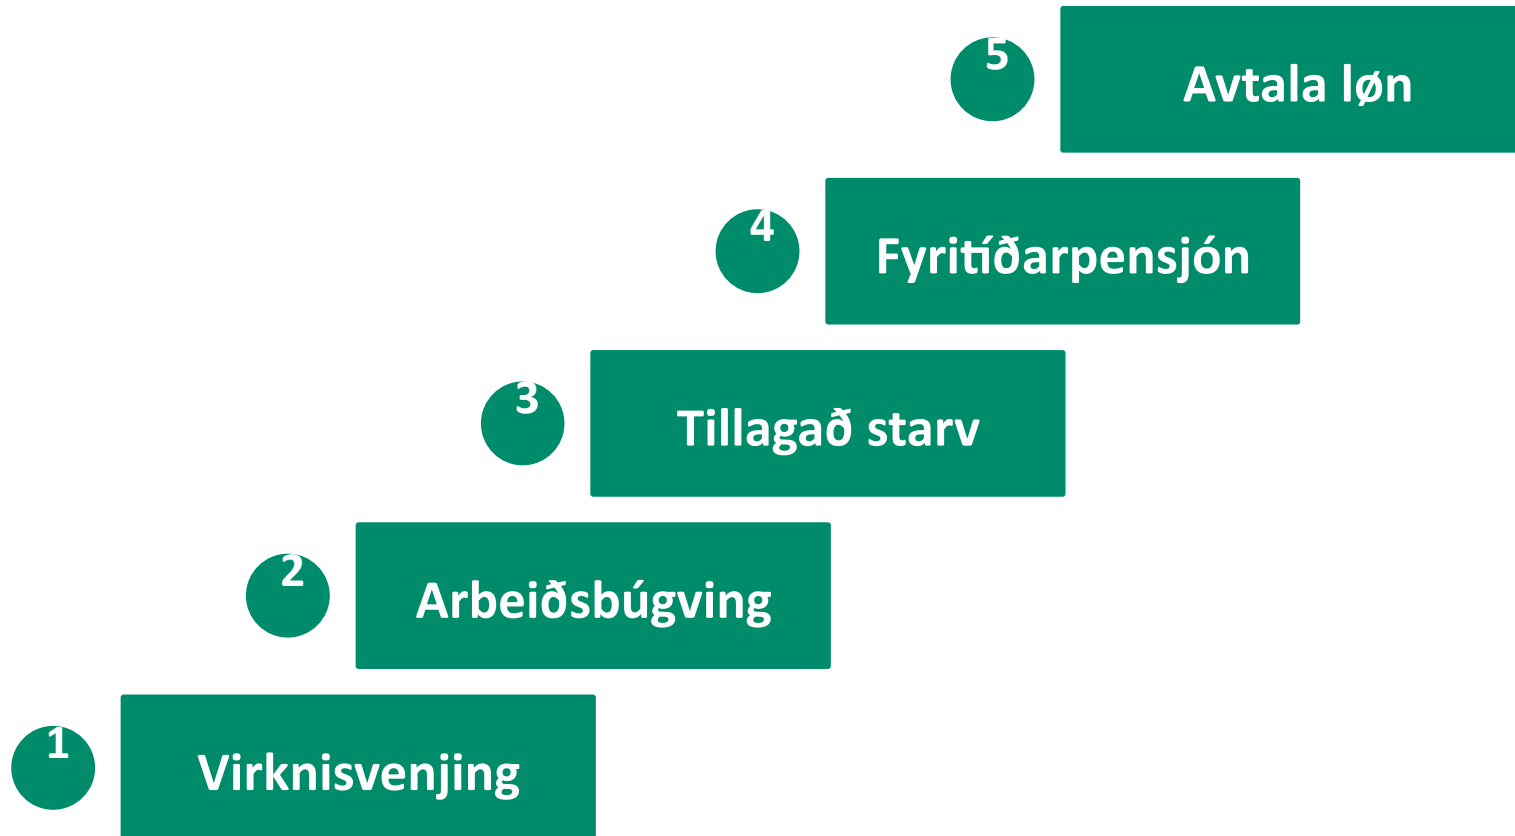 5
Avtala løn
4
Fyritíðarpensjón
3
Tillagað starv
2
Arbeiðsbúgving
1
Virknisvenjing